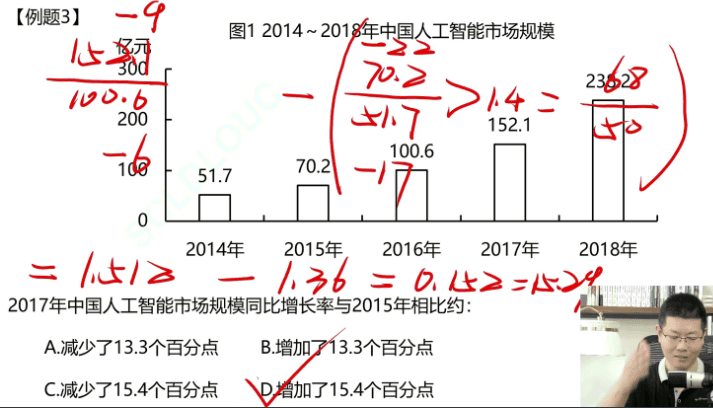 【例题3】
图1 2014～2018年中国人工智能市场规模
亿元
300
200
100
0
51.7
70.2
100.6
152.1
238.2
2014年
2015年
2016年
2017年
2018年
-9
152.1
100.6
-6
-22
- ( 70.2
51.7
> 1.4 =
68
50 )
-17
= 1.512 - 1.36 = 0.152 = 15.2%
2017年中国人工智能市场规模同比增长率与2015年相比约：
A.减少了13.3个百分点 B.增加了13.3个百分点
C.减少了15.4个百分点 D.增加了15.4个百分点